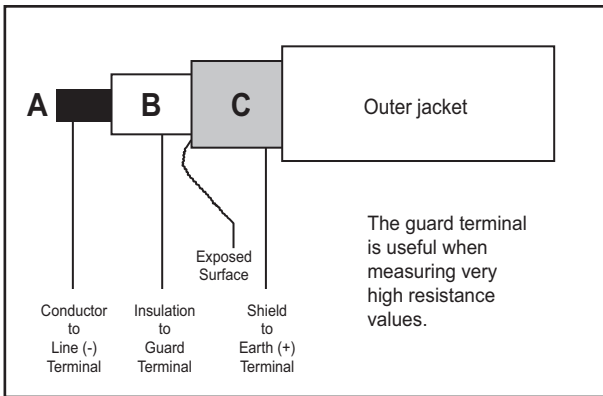 A
B
C
Outer jacket
The guard terminal
is useful when
measuring very
high resistance
values.
Exposed
Surface
Conductor
to
Line (-)
Terminal
Insulation
to
Guard
Terminal
Shield
to
Earth (+)
Terminal